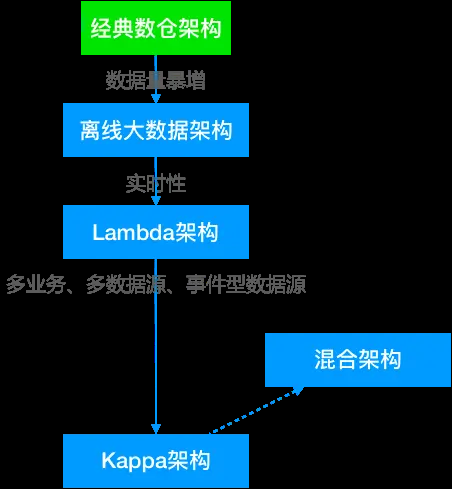 经典数仓架构
数据量暴增
离线大数据架构
实时性
Lambda架构
多业务、多数据源、事件型数据源
混合架构
Kappa架构